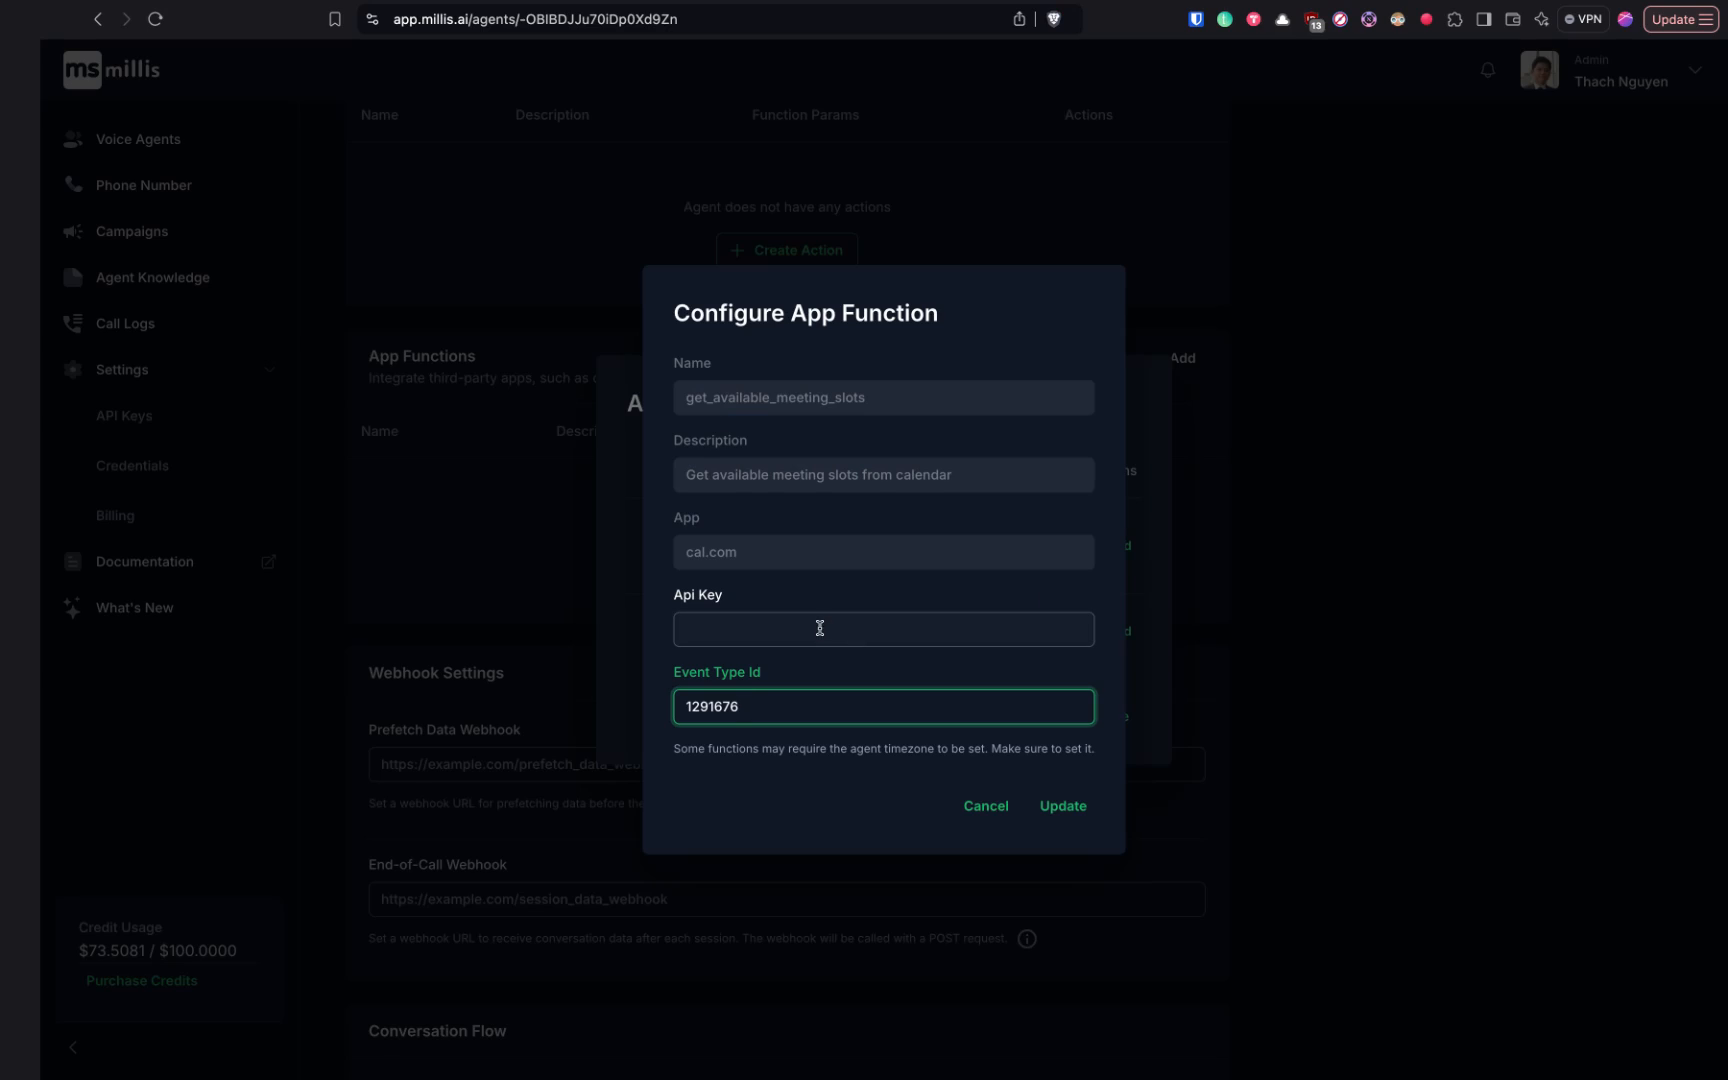 app.millis.ai/agents/-OBIBDJJu70iDp0Xd9Zn
13
VPN
Update
ms millis
Admin
Thach Nguyen
Voice Agents
Phone Number
Campaigns
Agent Knowledge
Call Logs
Settings
API Keys
Credentials
Billing
Documentation
What's New
Credit Usage
$73.5081 / $100.0000
Purchase Credits
Name Description Function Params Actions
Agent does not have any actions
+ Create Action
App Functions
Add
Integrate third-party apps, such as
Name
Webhook Settings
Prefetch Data Webhook
https://example.com/prefetch_data_web
Set a webhook URL for prefetching data before the
End-of-Call Webhook
https://example.com/session_data_webhook
Set a webhook URL to receive conversation data after each session. The webhook will be called with a POST request.
Conversation Flow
Configure App Function
Name
get_available_meeting_slots
Description
Get available meeting slots from calendar
App
cal.com
Api Key
Event Type Id
1291676
Some functions may require the agent timezone to be set. Make sure to set it.
Cancel Update